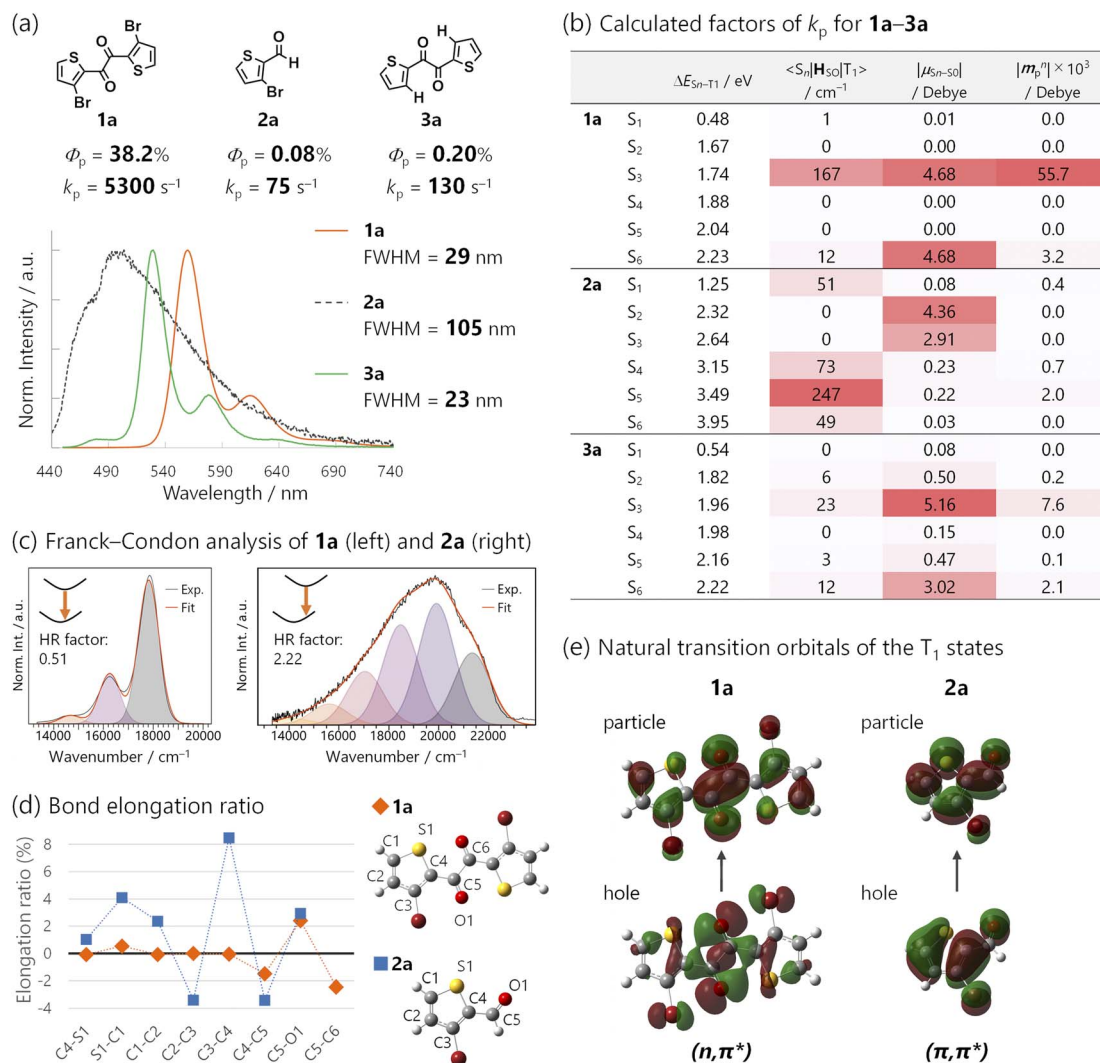 (a)
Br
S
O
O
S
Br
1a
S
O
H
Br
2a
H
S
O
O
S
H
3a
Φp = 38.2%
kp = 5300 s⁻¹
Φp = 0.08%
kp = 75 s⁻¹
Φp = 0.20%
kp = 130 s⁻¹
1a
FWHM = 29 nm
2a
FWHM = 105 nm
3a
FWHM = 23 nm
Norm. Intensity / a.u.
440 490 540 590 640 690 740
Wavelength / nm
(b) Calculated factors of kp for 1a–3a
ΔE_Sn–T1 / eV <Sn|H_SO|T1> / cm⁻¹ |μ_Sn–S0| / Debye |m_pⁿ| × 10³ / Debye
1a S₁ 0.48 1 0.01 0.0
S₂ 1.67 0 0.00 0.0
S₃ 1.74 167 4.68 55.7
S₄ 1.88 0 0.00 0.0
S₅ 2.04 0 0.00 0.0
S₆ 2.23 12 4.68 3.2
2a S₁ 1.25 51 0.08 0.4
S₂ 2.32 0 4.36 0.0
S₃ 2.64 0 2.91 0.0
S₄ 3.15 73 0.23 0.7
S₅ 3.49 247 0.22 2.0
S₆ 3.95 49 0.03 0.0
3a S₁ 0.54 0 0.08 0.0
S₂ 1.82 6 0.50 0.2
S₃ 1.96 23 5.16 7.6
S₄ 1.98 0 0.15 0.0
S₅ 2.16 3 0.47 0.1
S₆ 2.22 12 3.02 2.1
(c) Franck–Condon analysis of 1a (left) and 2a (right)
Exp.
Fit
HR factor:
0.51
Norm. Int. / a.u.
14000 16000 18000 20000
Wavenumber / cm⁻¹
Exp.
Fit
HR factor:
2.22
Norm. Int. / a.u.
14000 16000 18000 20000 22000
Wavenumber / cm⁻¹
(d) Bond elongation ratio
1a
Elongation ratio (%)
8
6
4
2
0
-2
-4
C4–S1 S1–C1 C1–C2 C2–C3 C3–C4 C4–C5 C5–O1 C5–C6
S1
C1
C2
C4
C6
C5
C3
O1
2a
S1
C1
O1
C4
C2
C5
C3
(e) Natural transition orbitals of the T₁ states
1a
2a
particle
particle
hole
hole
(n,π*)
(π,π*)